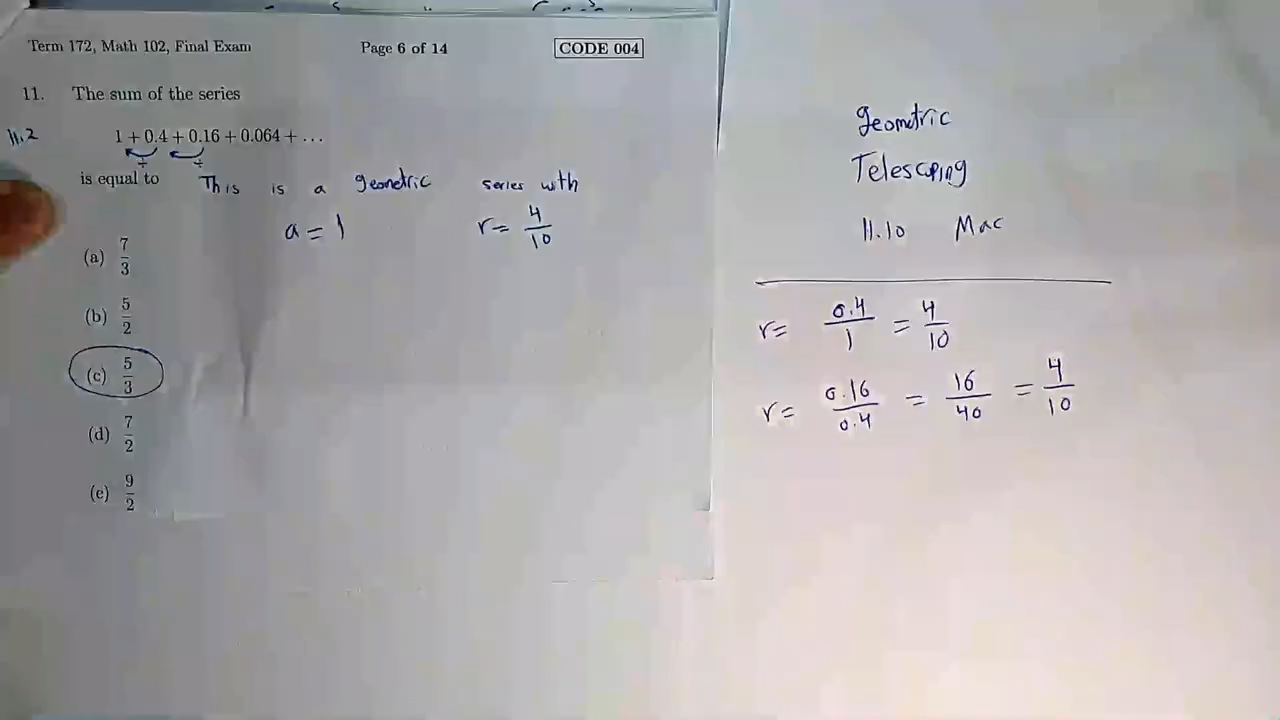 Term 172, Math 102, Final Exam Page 6 of 14 CODE 004
11. The sum of the series
11.2 1 + 0.4 + 0.16 + 0.064 + ...
÷ ÷
is equal to This is a geometric series with
a = 1 r = 4/10
(a) 7/3
(b) 5/2
(c) 5/3
(d) 7/2
(e) 9/2
Geometric
Telescoping
11.10 Mac
r = 0.4/1 = 4/10
r = 0.16/0.4 = 16/40 = 4/10